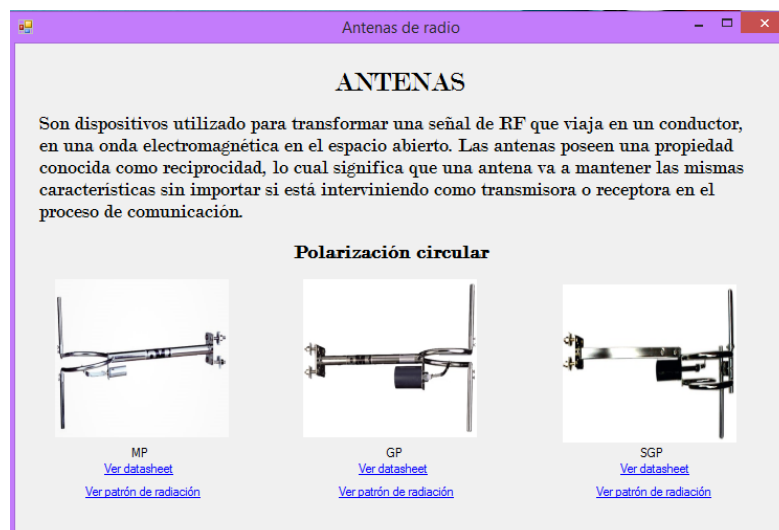 Antenas de radio
ANTENAS
Son dispositivos utilizado para transformar una señal de RF que viaja en un conductor,
en una onda electromagnética en el espacio abierto. Las antenas poseen una propiedad
conocida como reciprocidad, lo cual significa que una antena va a mantener las mismas
características sin importar si está interviniendo como transmisora o receptora en el
proceso de comunicación.
Polarización circular
MP GP SGP
Ver datasheet Ver datasheet Ver datasheet
Ver patrón de radiación Ver patrón de radiación Ver patrón de radiación